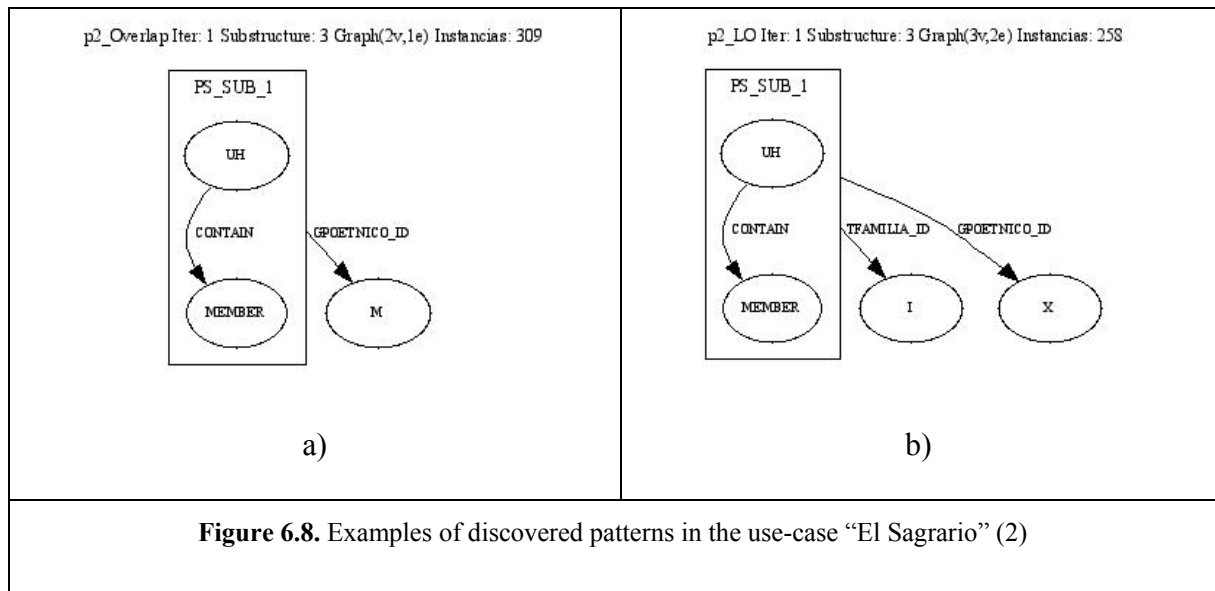 p2_Overlap Iter: 1 Substructure: 3 Graph(2v,1e) Instancias: 309
PS_SUB_1
UH
CONTAIN
GPOETNICO_ID
MEMBER
M
a)
p2_LO Iter: 1 Substructure: 3 Graph(3v,2e) Instancias: 258
PS_SUB_1
UH
CONTAIN
TFAMILIA_ID
GPOETNICO_ID
MEMBER
I
X
b)
Figure 6.8. Examples of discovered patterns in the use-case “El Sagrario” (2)